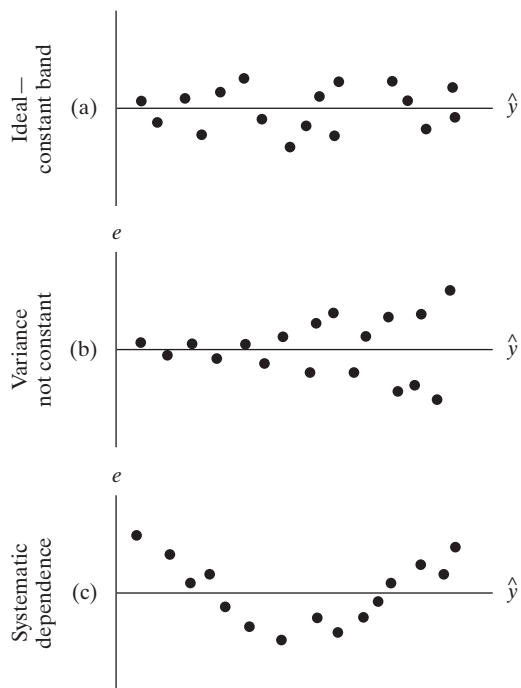 Ideal—
constant band
(a)
ŷ
e
Variance
not constant
(b)
ŷ
e
Systematic
dependence
(c)
ŷ